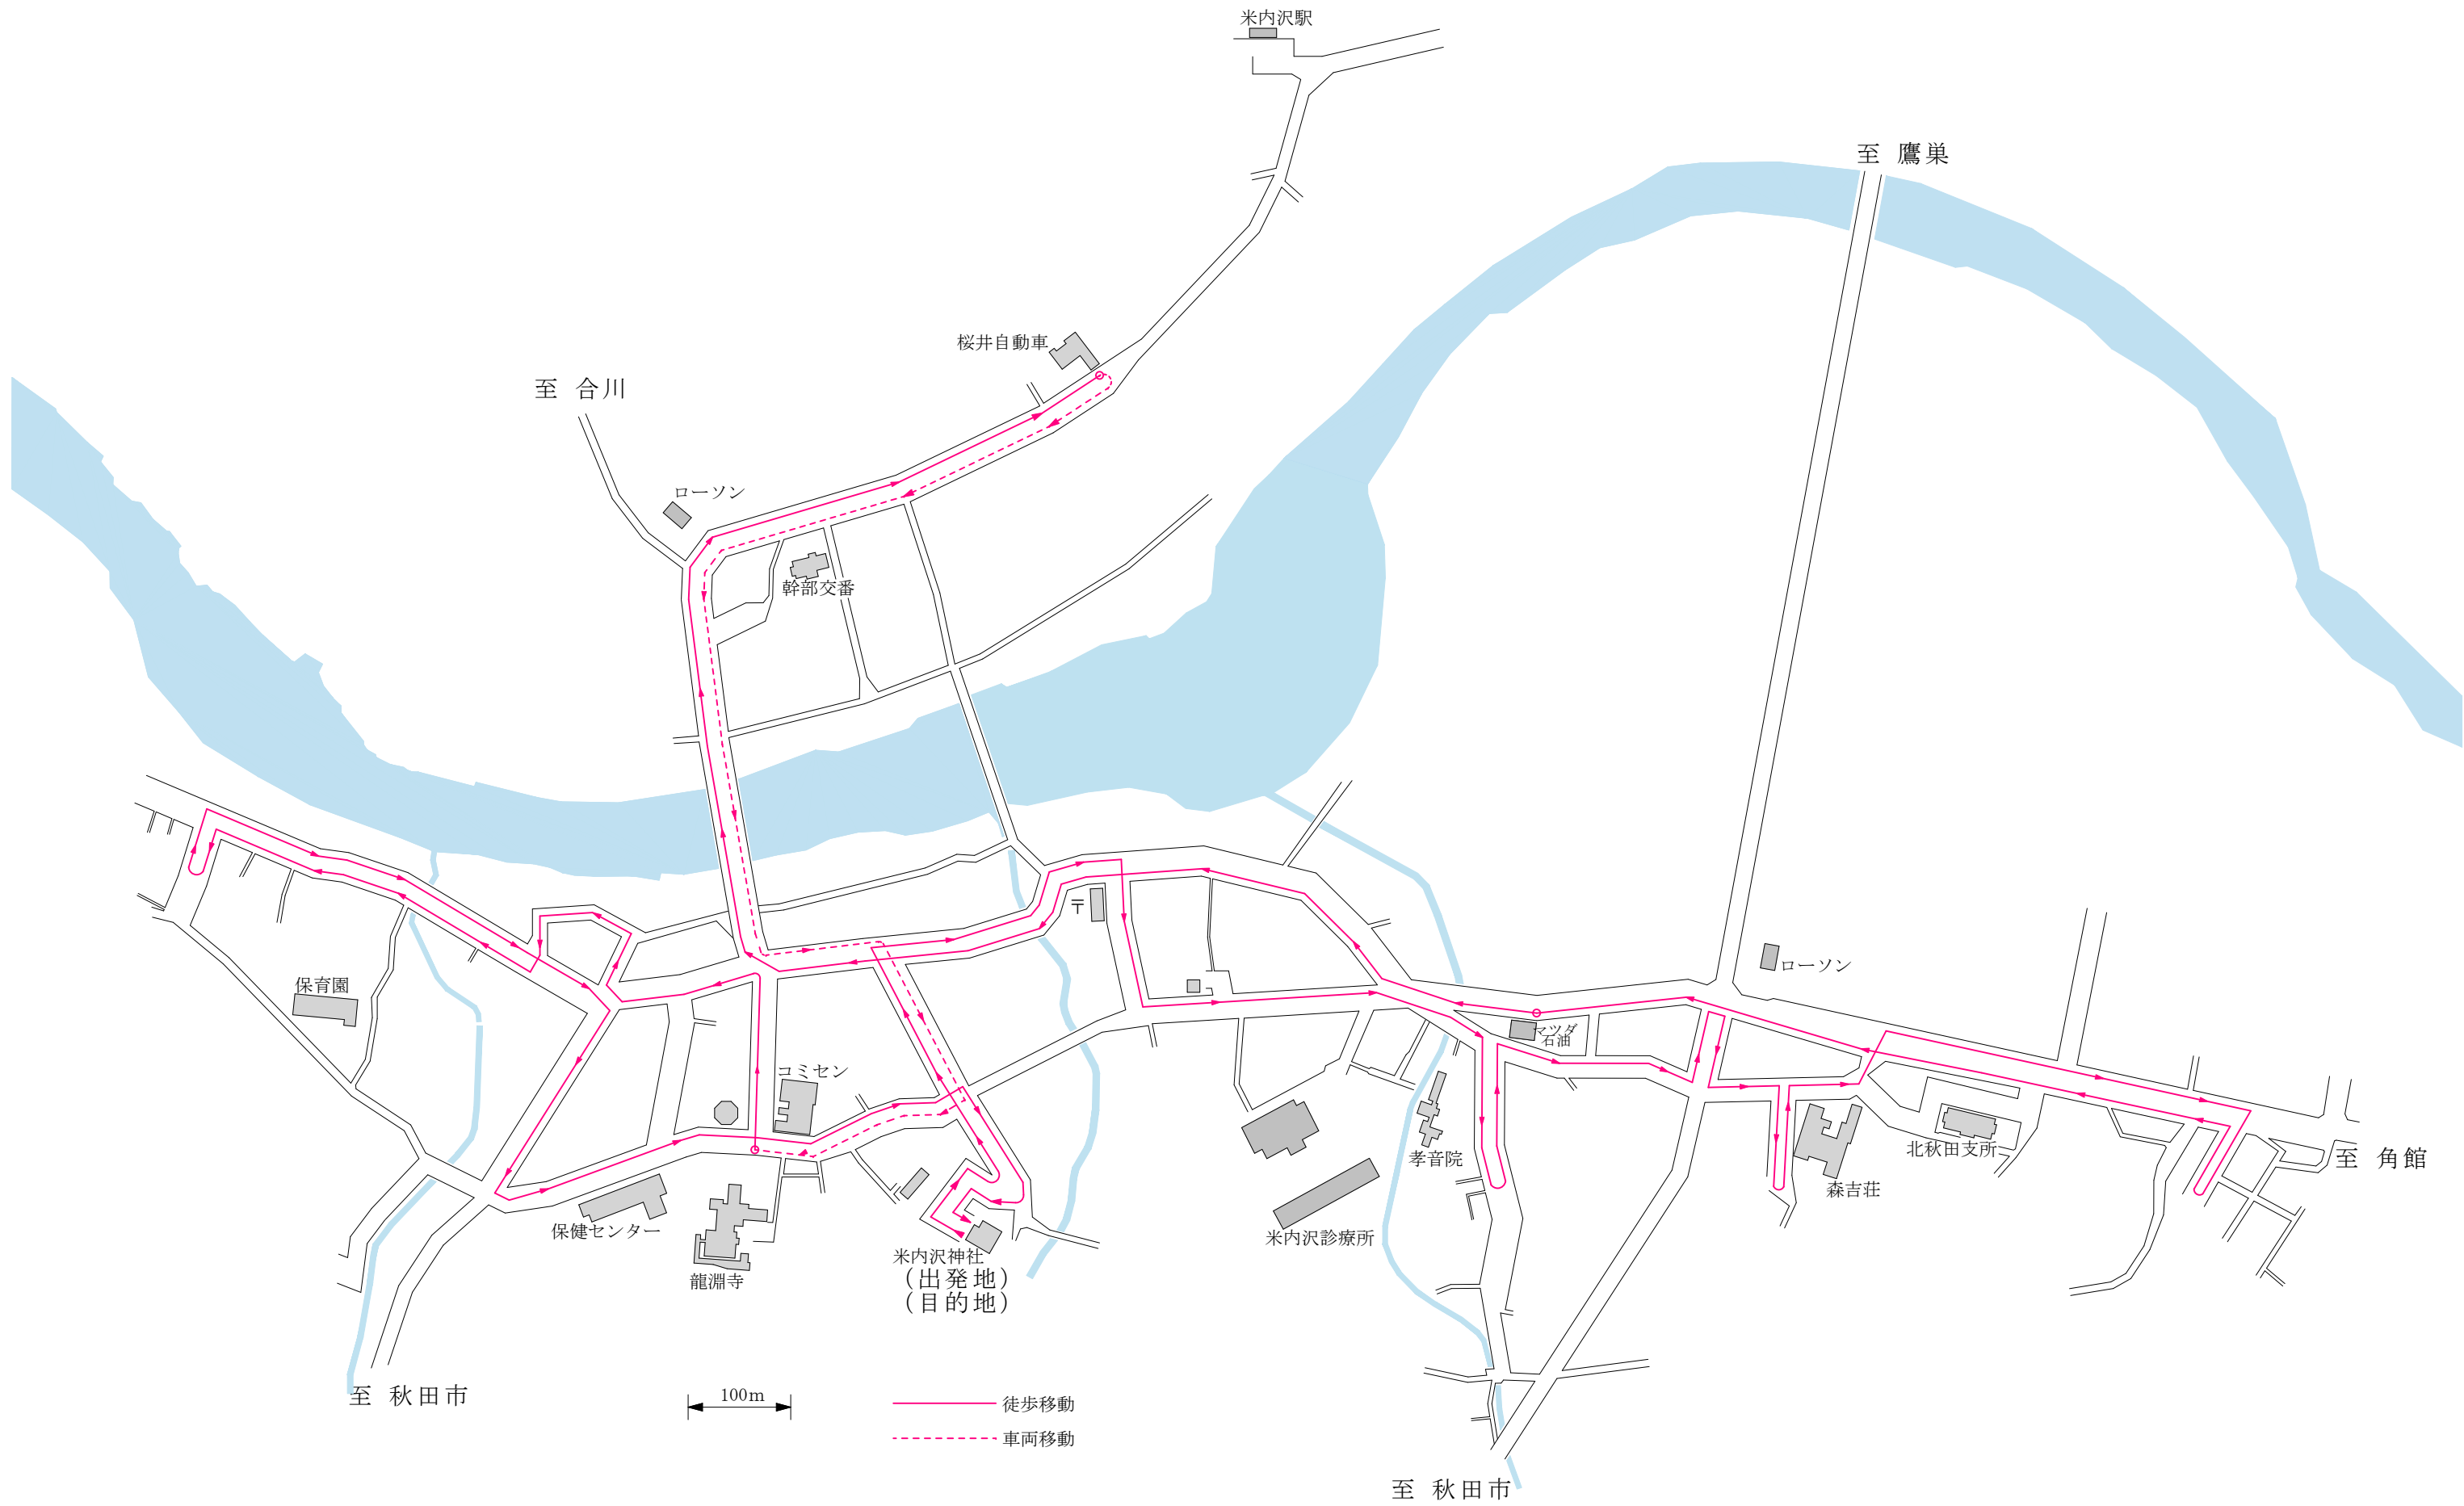 米内沢駅
至 鷹巣
桜井自動車
至 合川
ローソン
幹部交番
〒
ローソン
保育園
マツダ
石油
コミセン
孝音院
北秋田支所
至 角館
森吉荘
保健センター
米内沢診療所
米内沢神社
(出発地)
(目的地)
龍淵寺
至 秋田市
100m
徒歩移動
車両移動
至 秋田市